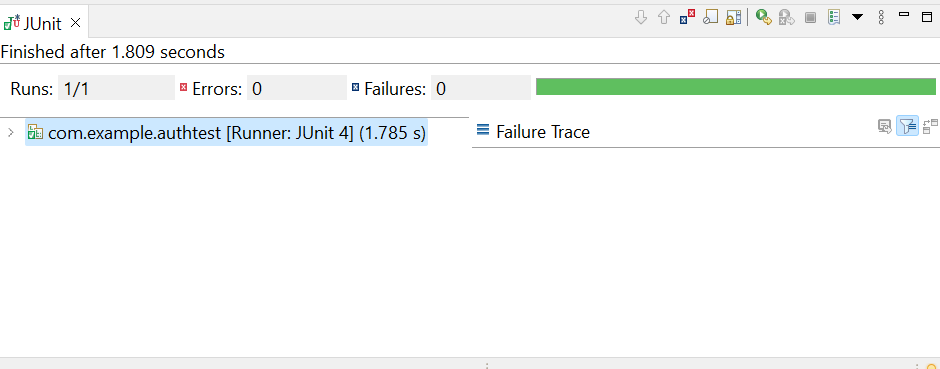 JUnit
Finished after 1.809 seconds
Runs: 1/1 Errors: 0 Failures: 0
com.example.authtest [Runner: JUnit 4] (1.785 s)
Failure Trace